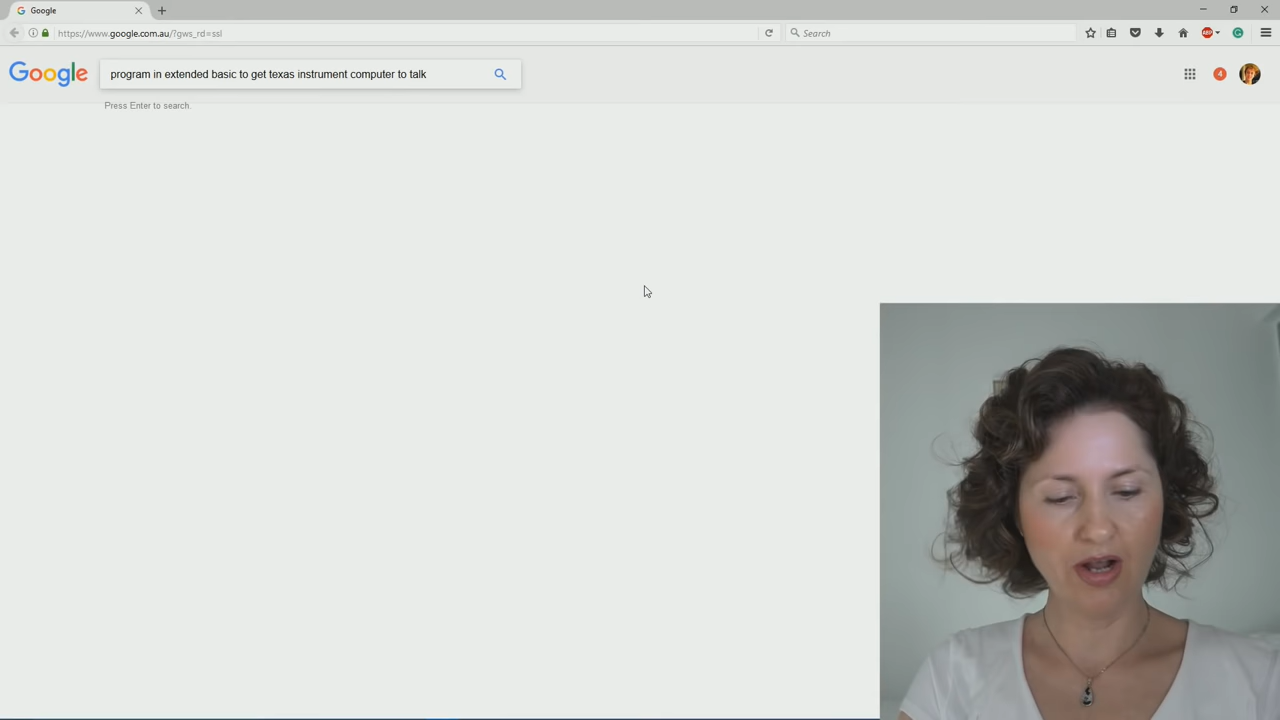 Google
https://www.google.com.au/?gws_rd=ssl
Search
ABP
Google
program in extended basic to get texas instrument computer to talk
4
Press Enter to search.